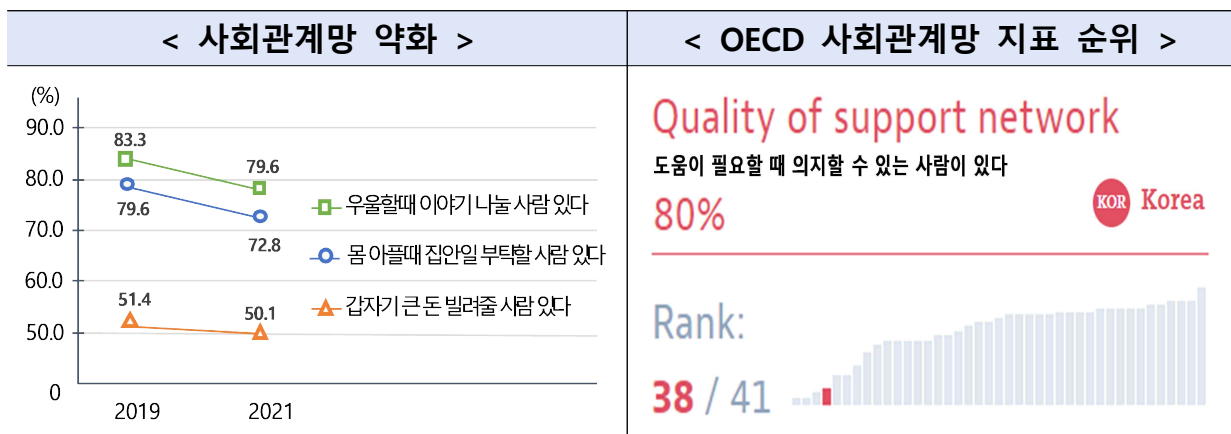 < 사회관계망 약화 >
(%)
90.0
80.0
70.0
60.0
50.0
0
83.3
79.6
79.6
72.8
51.4
50.1
우울할때 이야기 나눌 사람 있다
몸 아플때 집안일 부탁할 사람 있다
갑자기 큰 돈 빌려줄 사람 있다
2019
2021
< OECD 사회관계망 지표 순위 >
Quality of support network
도움이 필요할 때 의지할 수 있는 사람이 있다
80%
KOR Korea
Rank:
38 / 41